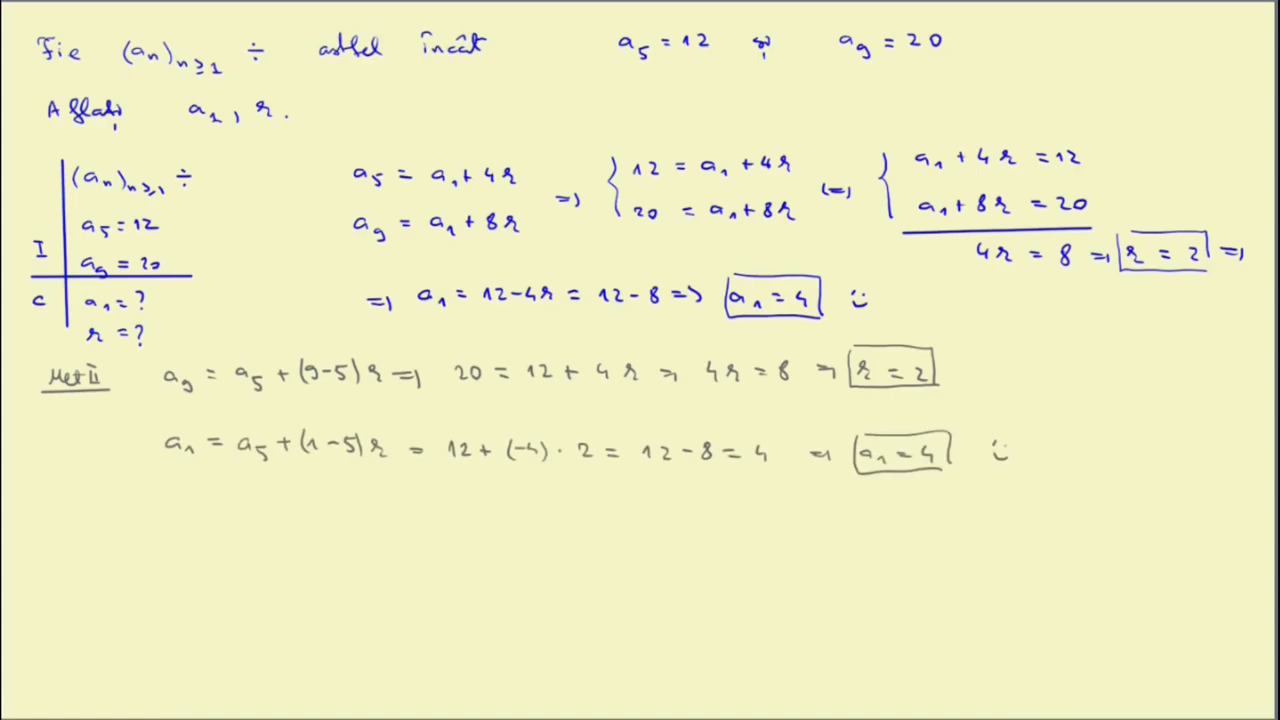 Fie (aₙ)ₙ≥₁ ÷ astfel încât a₅ = 12 și a₉ = 20
Aflați a₁, r.
I | (aₙ)ₙ≥₁ ÷
a₅ = 12
a₉ = 20
C | a₁ = ?
r = ?
a₅ = a₁ + 4r
a₉ = a₁ + 8r
=> { 12 = a₁ + 4r
20 = a₁ + 8r
(=) { a₁ + 4r = 12
a₁ + 8r = 20
4r = 8 => r = 2 =>
=> a₁ = 12 - 4r = 12 - 8 => a₁ = 4 ☺
Met II a₉ = a₅ + (9-5) r => 20 = 12 + 4r => 4r = 8 => r = 2
a₁ = a₅ + (1-5) r = 12 + (-4) · 2 = 12 - 8 = 4 => a₁ = 4 ☺